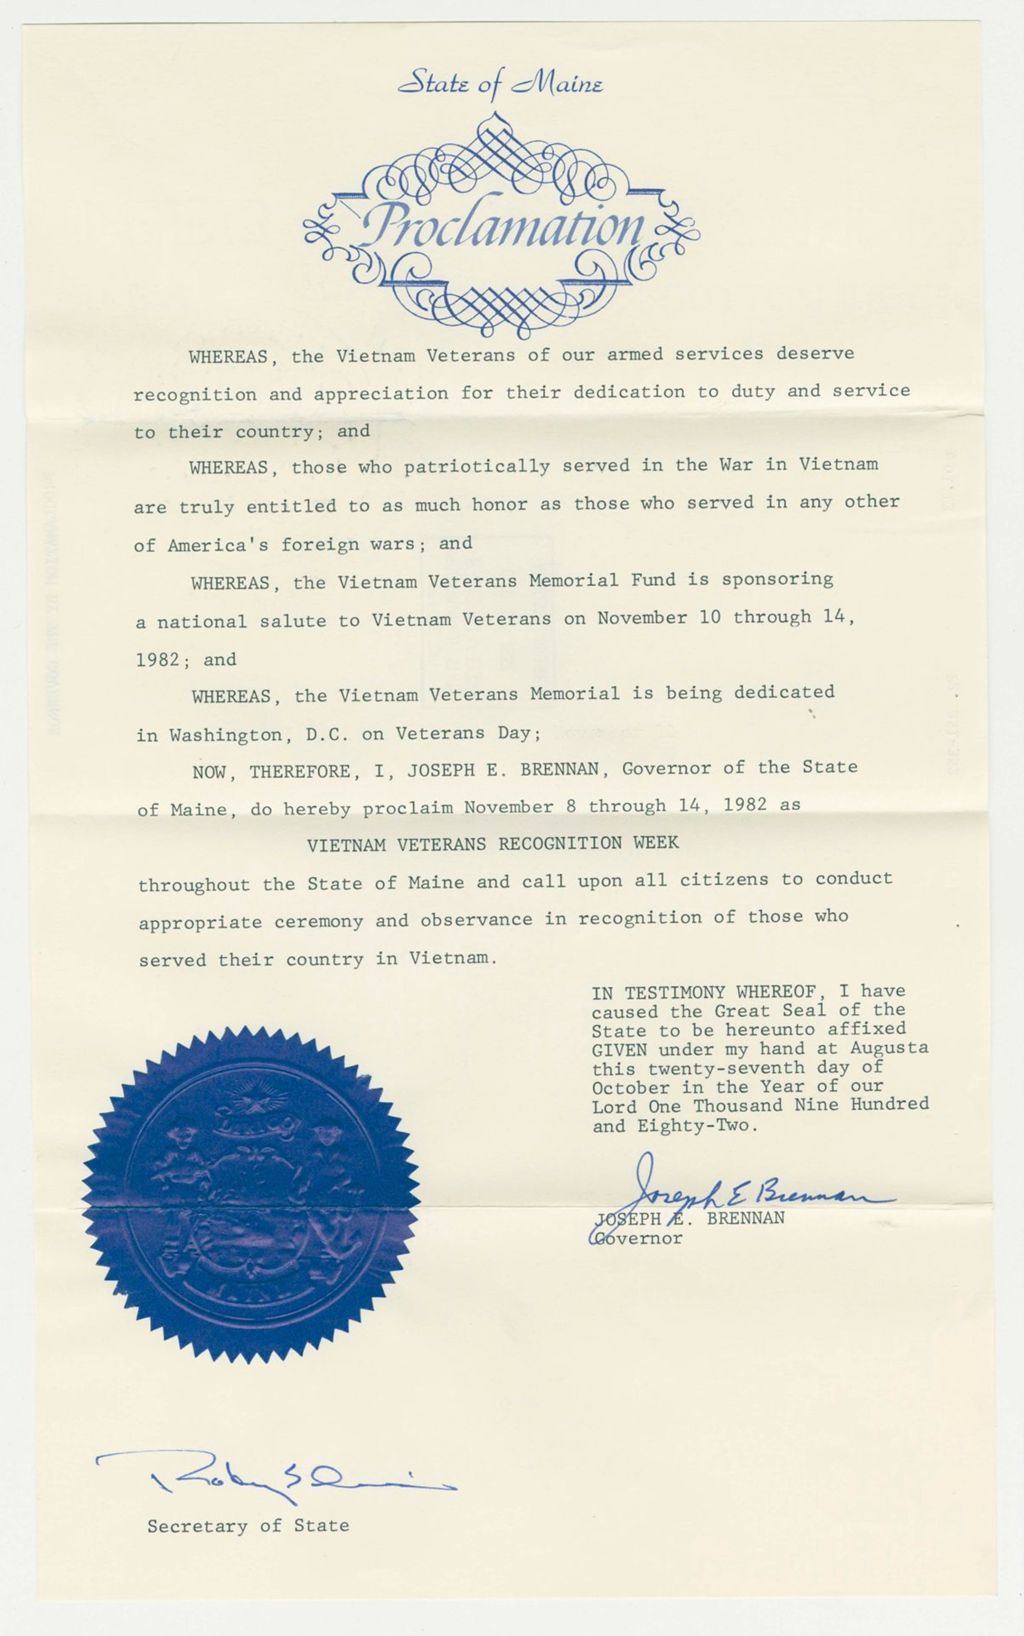 State of Maine
Proclamation
WHEREAS, the Vietnam Veterans of our armed services deserve
recognition and appreciation for their dedication to duty and service
to their country; and
WHEREAS, those who patriotically served in the War in Vietnam
are truly entitled to as much honor as those who served in any other
of America's foreign wars; and
WHEREAS, the Vietnam Veterans Memorial Fund is sponsoring
a national salute to Vietnam Veterans on November 10 through 14,
1982; and
WHEREAS, the Vietnam Veterans Memorial is being dedicated
in Washington, D.C. on Veterans Day;
NOW, THEREFORE, I, JOSEPH E. BRENNAN, Governor of the State
of Maine, do hereby proclaim November 8 through 14, 1982 as
VIETNAM VETERANS RECOGNITION WEEK
throughout the State of Maine and call upon all citizens to conduct
appropriate ceremony and observance in recognition of those who
served their country in Vietnam.
IN TESTIMONY WHEREOF, I have
caused the Great Seal of the
State to be hereunto affixed
GIVEN under my hand at Augusta
this twenty-seventh day of
October in the Year of our
Lord One Thousand Nine Hundred
and Eighty-Two.
Joseph E Brennan
JOSEPH E. BRENNAN
Governor
MAINE
Secretary of State